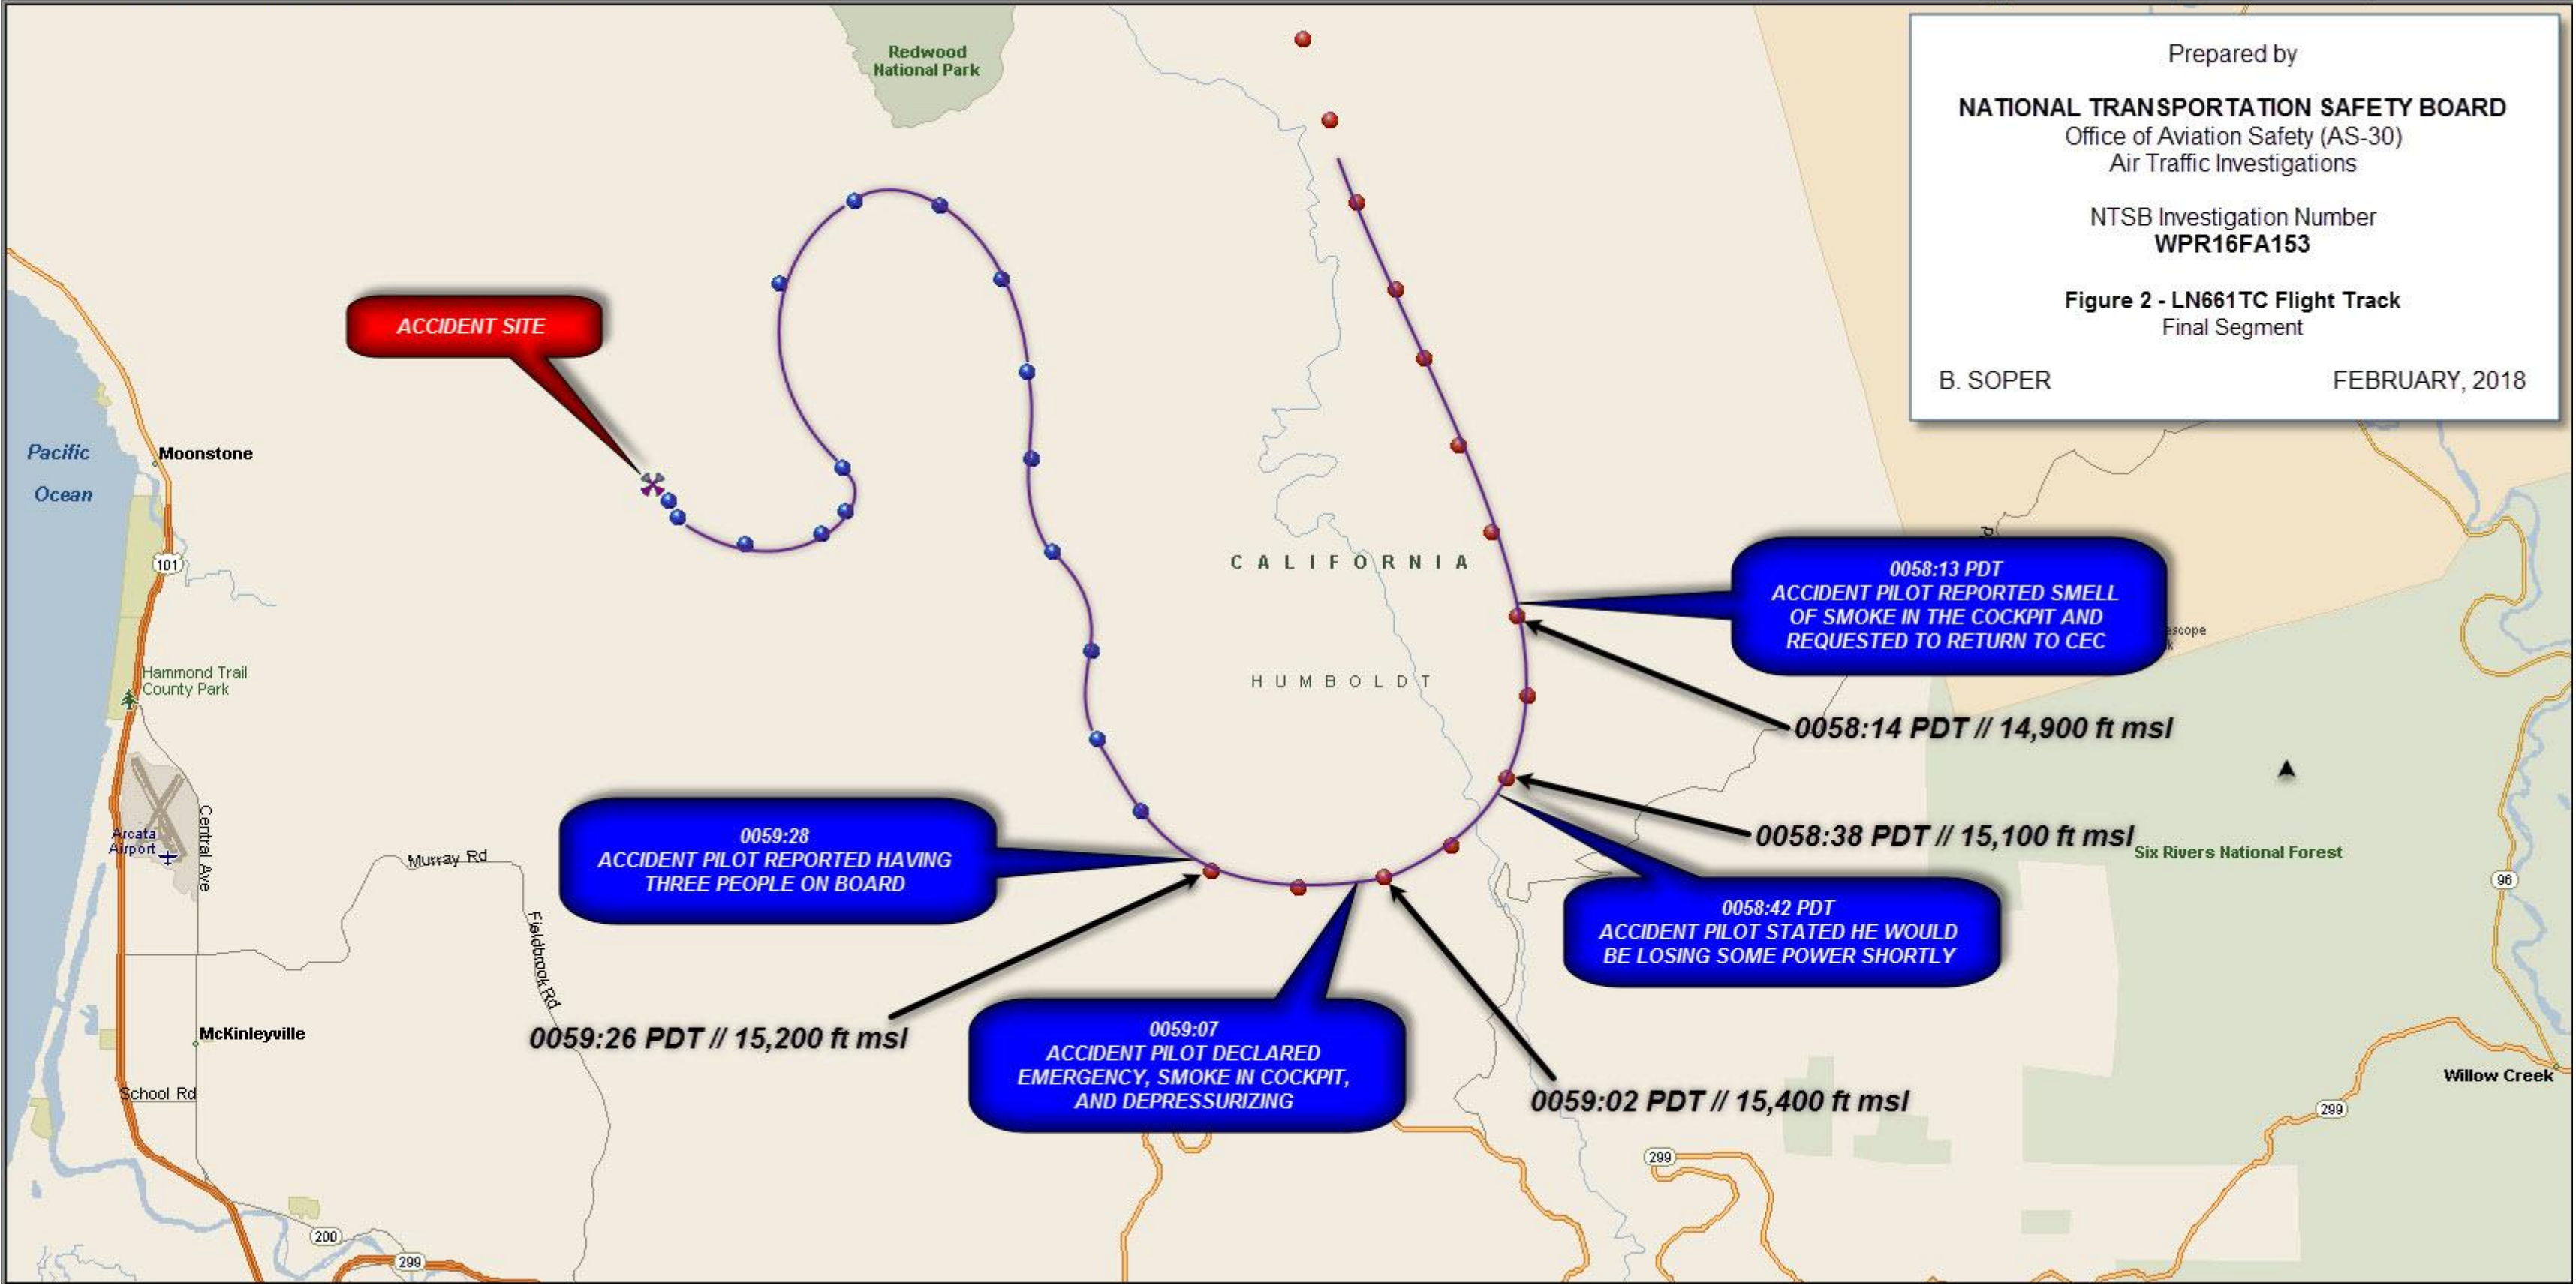 Redwood
National Park
Prepared by
NATIONAL TRANSPORTATION SAFETY BOARD
Office of Aviation Safety (AS-30)
Air Traffic Investigations
NTSB Investigation Number
WPR16FA153
Figure 2 - LN661TC Flight Track
Final Segment
B. SOPER
FEBRUARY, 2018
ACCIDENT SITE
Pacific
Ocean
Moonstone
101
CALIFORNIA
HUMBOLDT
0058:13 PDT
ACCIDENT PILOT REPORTED SMELL
OF SMOKE IN THE COCKPIT AND
REQUESTED TO RETURN TO CEC
Hammond Trail
County Park
0058:14 PDT // 14,900 ft msl
0058:38 PDT // 15,100 ft msl
Six Rivers National Forest
96
Arcata
Airport
Central Ave
Murray Rd
Fieldbrook Rd
0059:28
ACCIDENT PILOT REPORTED HAVING
THREE PEOPLE ON BOARD
0058:42 PDT
ACCIDENT PILOT STATED HE WOULD
BE LOSING SOME POWER SHORTLY
0059:26 PDT // 15,200 ft msl
0059:07
ACCIDENT PILOT DECLARED
EMERGENCY, SMOKE IN COCKPIT,
AND DEPRESSURIZING
0059:02 PDT // 15,400 ft msl
McKinleyville
School Rd
Willow Creek
299
299
200
299